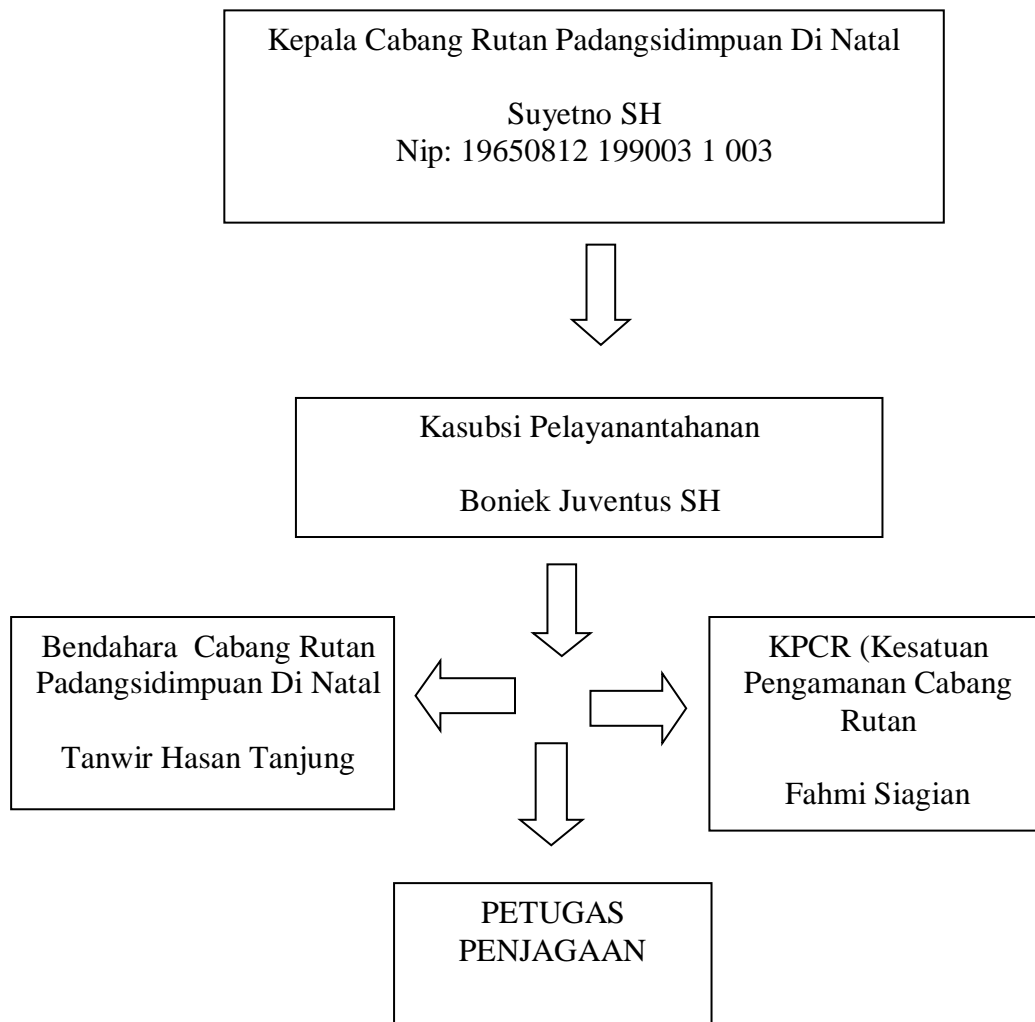 Kepala Cabang Rutan Padangsidimpuan Di Natal
Suyetno SH
Nip: 19650812 199003 1 003
Kasubsi Pelayanantahanan
Boniek Juventus SH
Bendahara  Cabang Rutan
Padangsidimpuan Di Natal
Tanwir Hasan Tanjung
KPCR (Kesatuan
Pengamanan Cabang
Rutan
Fahmi Siagian
PETUGAS
PENJAGAAN